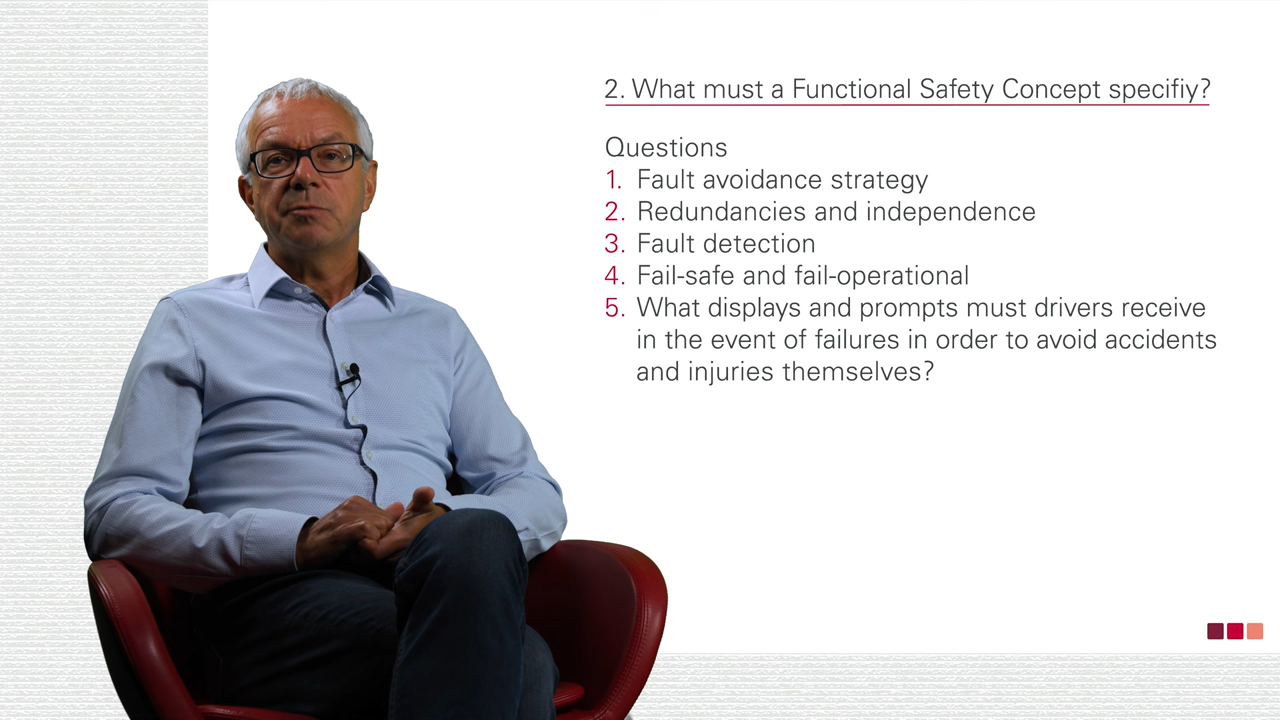 2. What must a Functional Safety Concept specifiy?
Questions
1. Fault avoidance strategy
2. Redundancies and independence
3. Fault detection
4. Fail-safe and fail-operational
5. What displays and prompts must drivers receive
in the event of failures in order to avoid accidents
and injuries themselves?